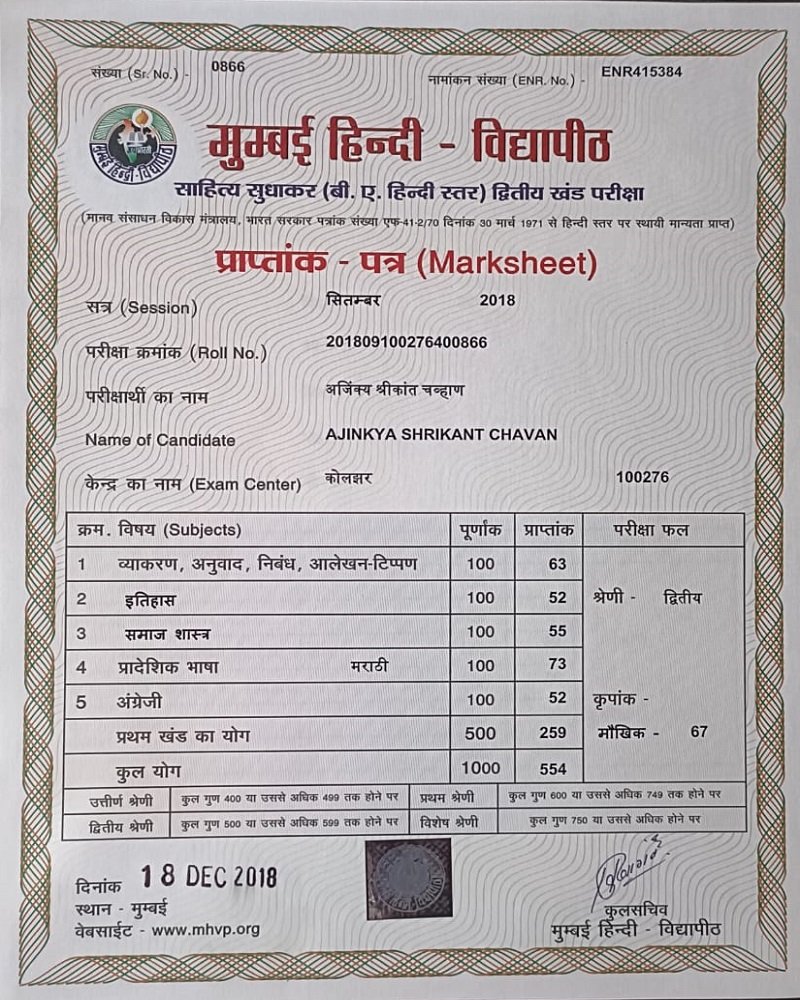 संख्या (Sr. No.) - 0866 नामांकन संख्या (ENR. No.) - ENR415384
मुम्बई हिन्दी - विद्यापीठ
मुम्बई हिन्दी-विद्यापीठ
साहित्य सुधाकर (बी. ए. हिन्दी स्तर) द्वितीय खंड परीक्षा
(मानव संसाधन विकास मंत्रालय, भारत सरकार पत्रांक संख्या एफ-41-2/70 दिनांक 30 मार्च 1971 से हिन्दी स्तर पर स्थायी मान्यता प्राप्त)
प्राप्तांक - पत्र (Marksheet)
सत्र (Session) सितम्बर 2018
परीक्षा क्रमांक (Roll No.) 201809100276400866
परीक्षार्थी का नाम अजिंक्य श्रीकांत चव्हाण
Name of Candidate AJINKYA SHRIKANT CHAVAN
केन्द्र का नाम (Exam Center) कोलझर 100276
क्रम. विषय (Subjects) पूर्णांक प्राप्तांक परीक्षा फल
1 व्याकरण, अनुवाद, निबंध, आलेखन-टिप्पण 100 63
2 इतिहास 100 52 श्रेणी - द्वितीय
3 समाज शास्त्र 100 55
4 प्रादेशिक भाषा मराठी 100 73
5 अंग्रेजी 100 52 कृपांक -
प्रथम खंड का योग 500 259 मौखिक - 67
कुल योग 1000 554
उत्तीर्ण श्रेणी कुल गुण 400 या उससे अधिक 499 तक होने पर प्रथम श्रेणी कुल गुण 600 या उससे अधिक 749 तक होने पर
द्वितीय श्रेणी कुल गुण 500 या उससे अधिक 599 तक होने पर विशेष श्रेणी कुल गुण 750 या उससे अधिक होने पर
दिनांक 18 DEC 2018
स्थान - मुम्बई
वेबसाईट - www.mhvp.org
कुलसचिव
मुम्बई हिन्दी - विद्यापीठ